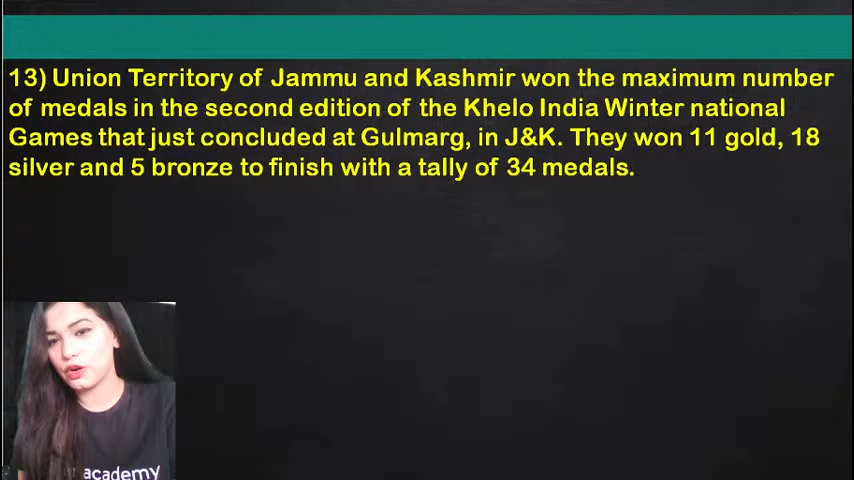 13) Union Territory of Jammu and Kashmir won the maximum number
of medals in the second edition of the Khelo India Winter national
Games that just concluded at Gulmarg, in J&K. They won 11 gold, 18
silver and 5 bronze to finish with a tally of 34 medals.
academy